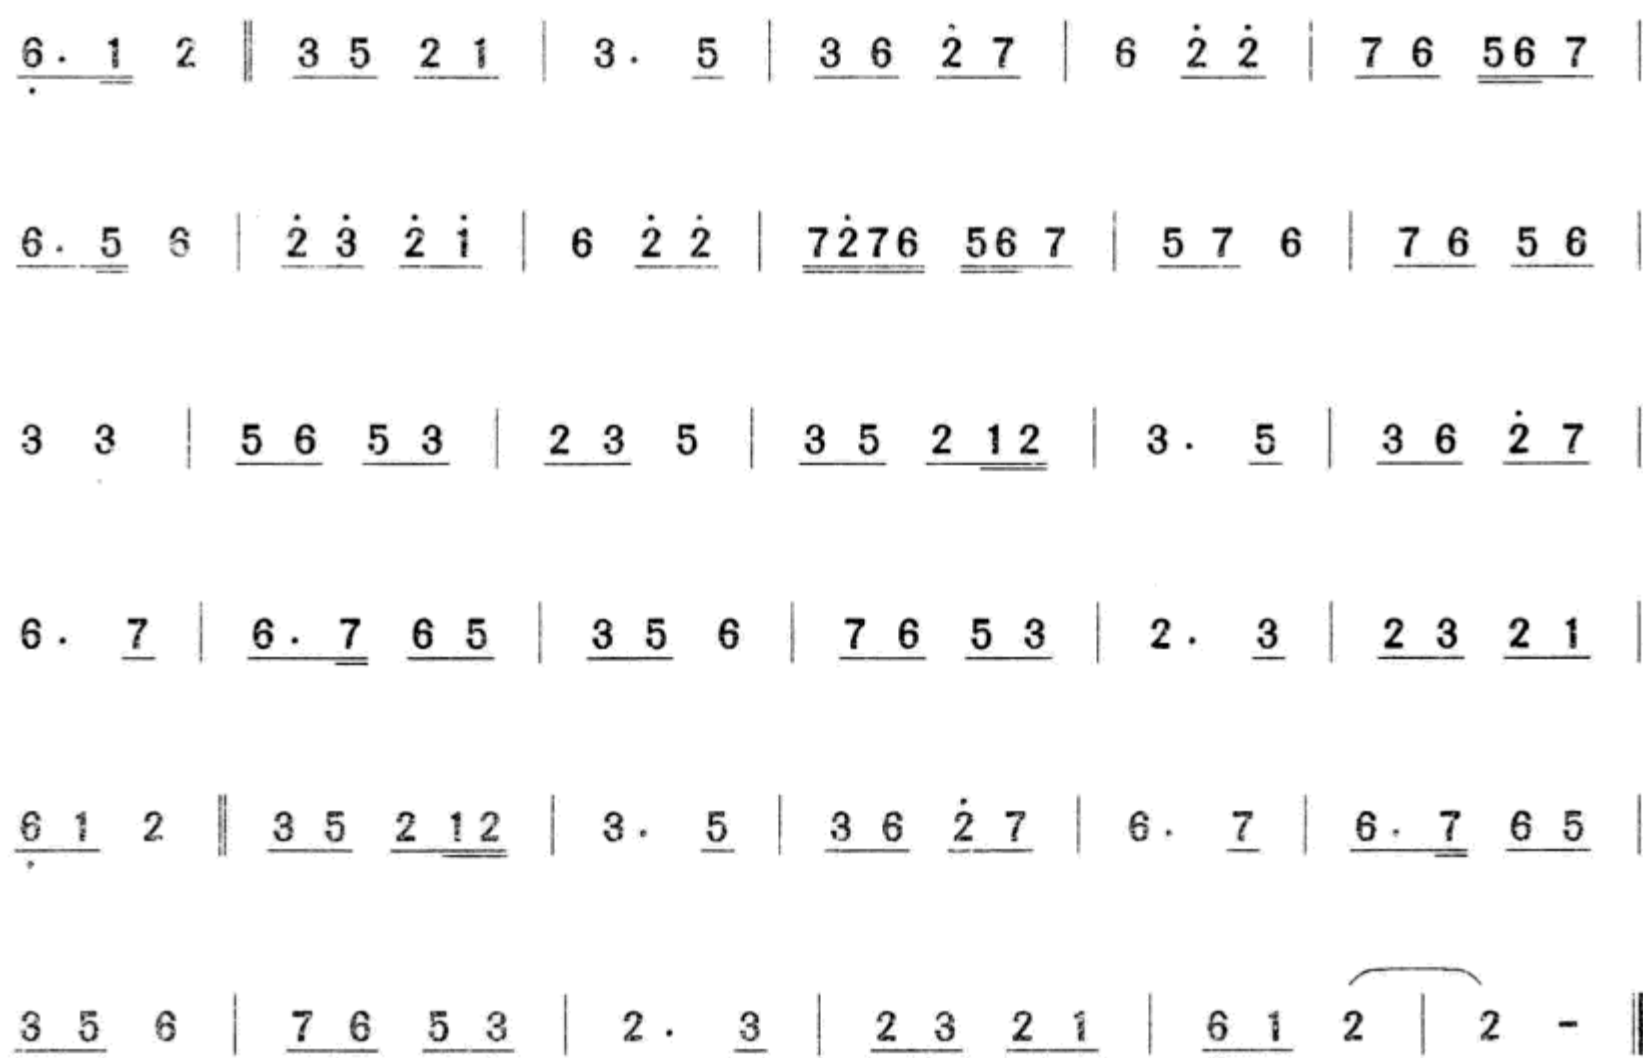 6̣. 1 2 ‖ 3 5 2 1 | 3. 5 | 3 6 2̇ 7 | 6 2̇ 2̇ | 7 6 56 7 |
6. 5 6 | 2̇ 3̇ 2̇ 1̇ | 6 2̇ 2̇ | 72̇76 56 7 | 5 7 6 | 7 6 5 6 |
3 3 | 5 6 5 3 | 2 3 5 | 3 5 2 12 | 3. 5 | 3 6 2̇ 7 |
6. 7 | 6. 7 6 5 | 3 5 6 | 7 6 5 3 | 2. 3 | 2 3 2 1 |
6̣ 1 2 ‖ 3 5 2 12 | 3. 5 | 3 6 2̇ 7 | 6. 7 | 6. 7 6 5 |
3 5 6 | 7 6 5 3 | 2. 3 | 2 3 2 1 | 6 1 2 | 2 - ‖